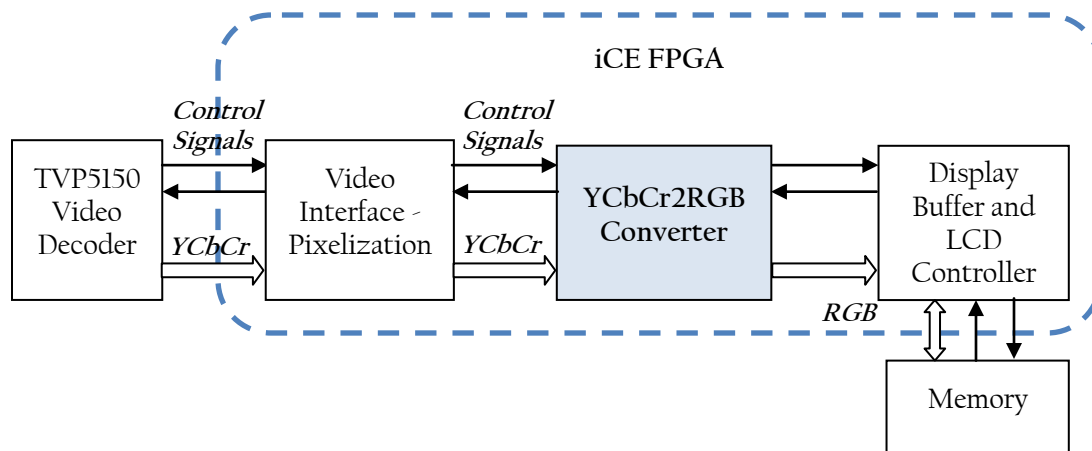 iCE FPGA
Control
Signals
Control
Signals
TVP5150
Video
Decoder
YCbCr
Video
Interface -
Pixelization
YCbCr
YCbCr2RGB
Converter
Display
Buffer and
LCD
Controller
RGB
Memory